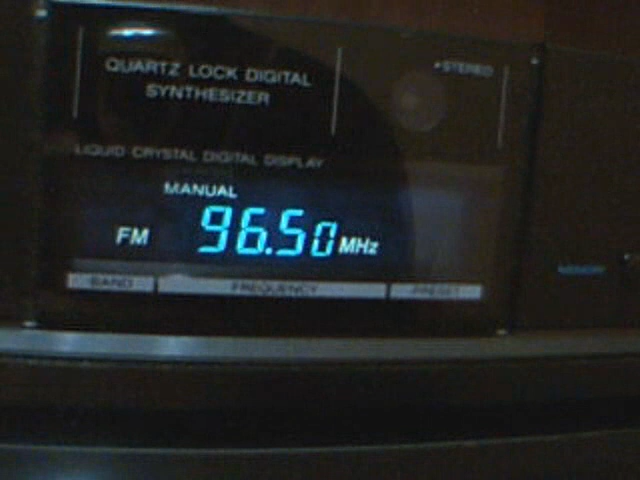 QUARTZ LOCK DIGITAL
SYNTHESIZER
STEREO
LIQUID CRYSTAL DIGITAL DISPLAY
MANUAL
FM 96.50 MHz
BAND FREQUENCY PRESET
MEMORY